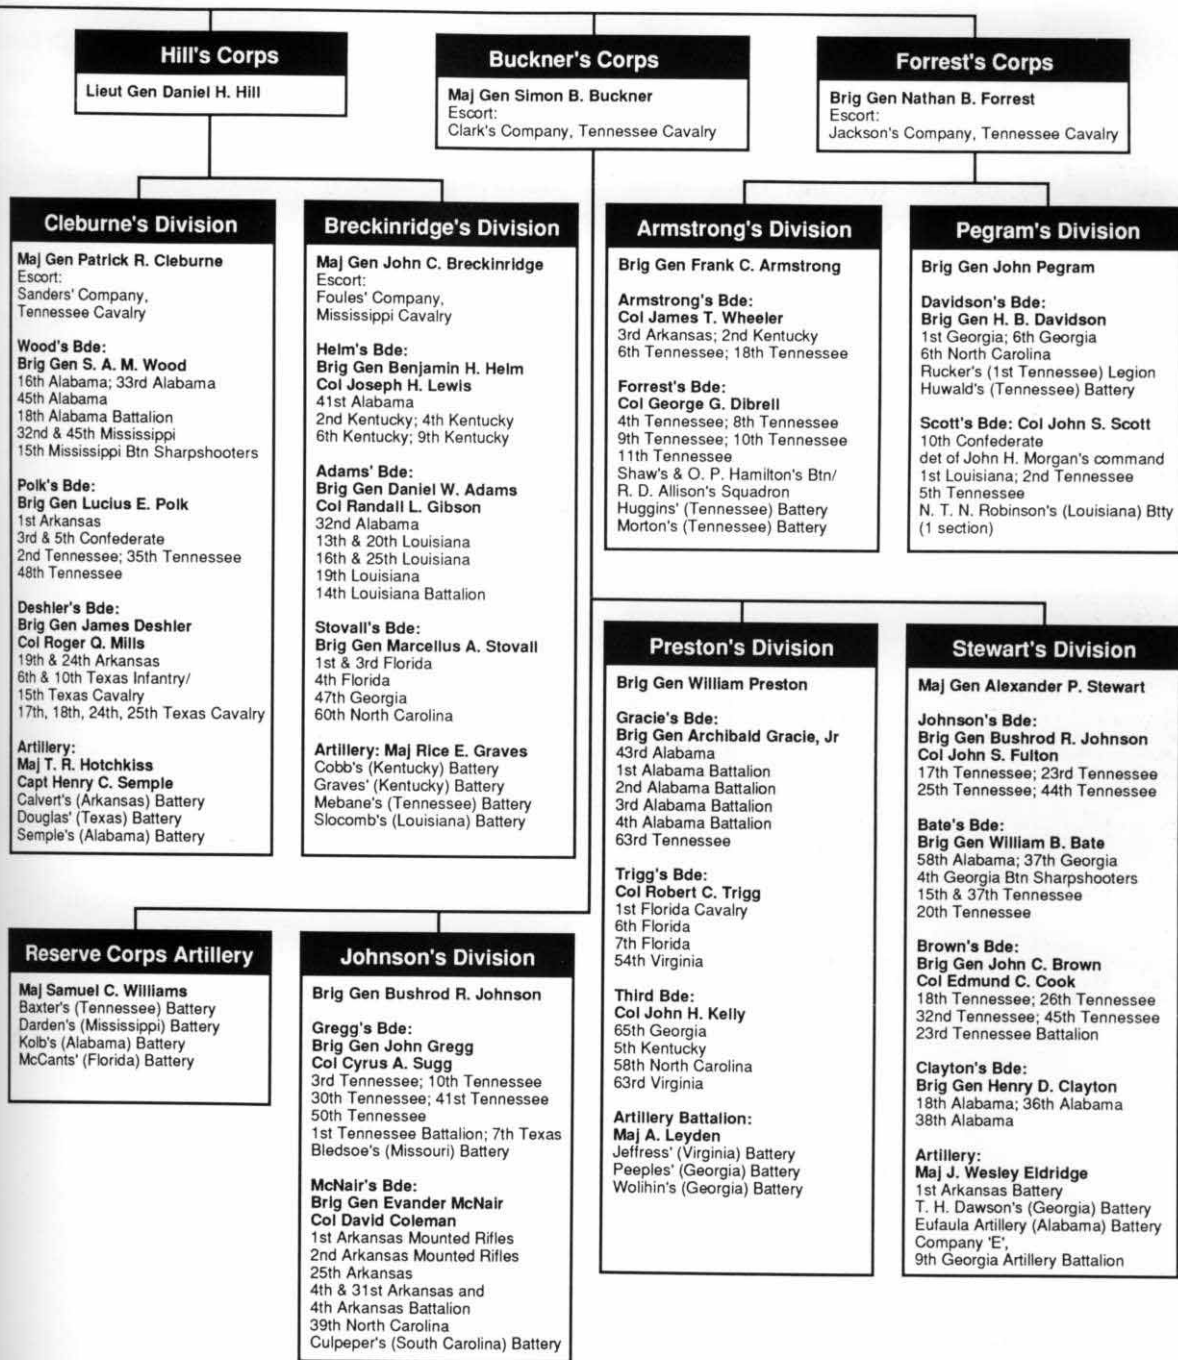 Hill's Corps
Lieut Gen Daniel H. Hill
Buckner's Corps
Maj Gen Simon B. Buckner
Escort:
Clark's Company, Tennessee Cavalry
Forrest's Corps
Brig Gen Nathan B. Forrest
Escort:
Jackson's Company, Tennessee Cavalry
Cleburne's Division
Maj Gen Patrick R. Cleburne
Escort:
Sanders' Company,
Tennessee Cavalry
Wood's Bde:
Brig Gen S. A. M. Wood
16th Alabama; 33rd Alabama
45th Alabama
18th Alabama Battalion
32nd & 45th Mississippi
15th Mississippi Btn Sharpshooters
Polk's Bde:
Brig Gen Lucius E. Polk
1st Arkansas
3rd & 5th Confederate
2nd Tennessee; 35th Tennessee
48th Tennessee
Deshler's Bde:
Brig Gen James Deshler
Col Roger Q. Mills
19th & 24th Arkansas
6th & 10th Texas Infantry/
15th Texas Cavalry
17th, 18th, 24th, 25th Texas Cavalry
Artillery:
Maj T. R. Hotchkiss
Capt Henry C. Semple
Calvert's (Arkansas) Battery
Douglas' (Texas) Battery
Semple's (Alabama) Battery
Breckinridge's Division
Maj Gen John C. Breckinridge
Escort:
Foules' Company,
Mississippi Cavalry
Helm's Bde:
Brig Gen Benjamin H. Helm
Col Joseph H. Lewis
41st Alabama
2nd Kentucky; 4th Kentucky
6th Kentucky; 9th Kentucky
Adams' Bde:
Brig Gen Daniel W. Adams
Col Randall L. Gibson
32nd Alabama
13th & 20th Louisiana
16th & 25th Louisiana
19th Louisiana
14th Louisiana Battalion
Stovall's Bde:
Brig Gen Marcellus A. Stovall
1st & 3rd Florida
4th Florida
47th Georgia
60th North Carolina
Artillery: Maj Rice E. Graves
Cobb's (Kentucky) Battery
Graves' (Kentucky) Battery
Mebane's (Tennessee) Battery
Slocomb's (Louisiana) Battery
Armstrong's Division
Brig Gen Frank C. Armstrong
Armstrong's Bde:
Col James T. Wheeler
3rd Arkansas; 2nd Kentucky
6th Tennessee; 18th Tennessee
Forrest's Bde:
Col George G. Dibrell
4th Tennessee; 8th Tennessee
9th Tennessee; 10th Tennessee
11th Tennessee
Shaw's & O. P. Hamilton's Btn/
R. D. Allison's Squadron
Huggins' (Tennessee) Battery
Morton's (Tennessee) Battery
Pegram's Division
Brig Gen John Pegram
Davidson's Bde:
Brig Gen H. B. Davidson
1st Georgia; 6th Georgia
6th North Carolina
Rucker's (1st Tennessee) Legion
Huwald's (Tennessee) Battery
Scott's Bde: Col John S. Scott
10th Confederate
det of John H. Morgan's command
1st Louisiana; 2nd Tennessee
5th Tennessee
N. T. N. Robinson's (Louisiana) Btty
(1 section)
Preston's Division
Brig Gen William Preston
Gracie's Bde:
Brig Gen Archibald Gracie, Jr
43rd Alabama
1st Alabama Battalion
2nd Alabama Battalion
3rd Alabama Battalion
4th Alabama Battalion
63rd Tennessee
Trigg's Bde:
Col Robert C. Trigg
1st Florida Cavalry
6th Florida
7th Florida
54th Virginia
Third Bde:
Col John H. Kelly
65th Georgia
5th Kentucky
58th North Carolina
63rd Virginia
Artillery Battalion:
Maj A. Leyden
Jeffress' (Virginia) Battery
Peeples' (Georgia) Battery
Wolihin's (Georgia) Battery
Stewart's Division
Maj Gen Alexander P. Stewart
Johnson's Bde:
Brig Gen Bushrod R. Johnson
Col John S. Fulton
17th Tennessee; 23rd Tennessee
25th Tennessee; 44th Tennessee
Bate's Bde:
Brig Gen William B. Bate
58th Alabama; 37th Georgia
4th Georgia Btn Sharpshooters
15th & 37th Tennessee
20th Tennessee
Brown's Bde:
Brig Gen John C. Brown
Col Edmund C. Cook
18th Tennessee; 26th Tennessee
32nd Tennessee; 45th Tennessee
23rd Tennessee Battalion
Clayton's Bde:
Brig Gen Henry D. Clayton
18th Alabama; 36th Alabama
38th Alabama
Artillery:
Maj J. Wesley Eldridge
1st Arkansas Battery
T. H. Dawson's (Georgia) Battery
Eufaula Artillery (Alabama) Battery
Company 'E',
9th Georgia Artillery Battalion
Reserve Corps Artillery
Maj Samuel C. Williams
Baxter's (Tennessee) Battery
Darden's (Mississippi) Battery
Kolb's (Alabama) Battery
McCants' (Florida) Battery
Johnson's Division
Brig Gen Bushrod R. Johnson
Gregg's Bde:
Brig Gen John Gregg
Col Cyrus A. Sugg
3rd Tennessee; 10th Tennessee
30th Tennessee; 41st Tennessee
50th Tennessee
1st Tennessee Battalion; 7th Texas
Bledsoe's (Missouri) Battery
McNair's Bde:
Brig Gen Evander McNair
Col David Coleman
1st Arkansas Mounted Rifles
2nd Arkansas Mounted Rifles
25th Arkansas
4th & 31st Arkansas and
4th Arkansas Battalion
39th North Carolina
Culpeper's (South Carolina) Battery